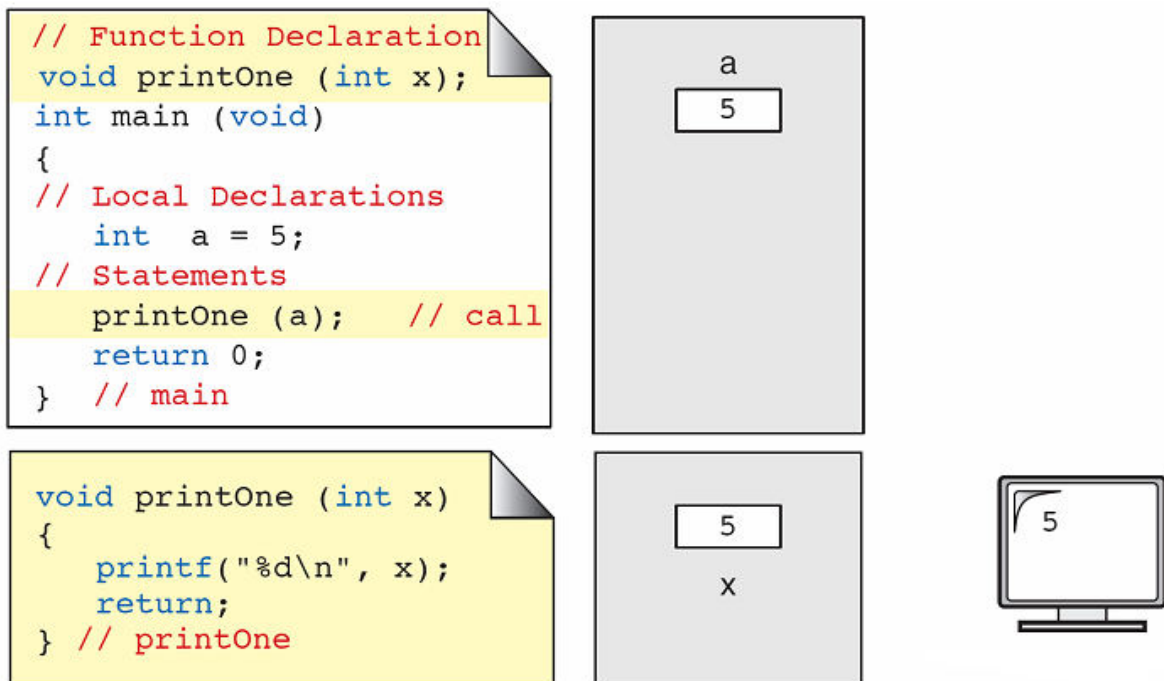 // Function Declaration
void printOne (int x);
int main (void)
{
// Local Declarations
int  a = 5;
// Statements
printOne (a);   // call
return 0;
}  // main
a
5
void printOne (int x)
{
printf("%d\n", x);
return;
} // printOne
5
x
5